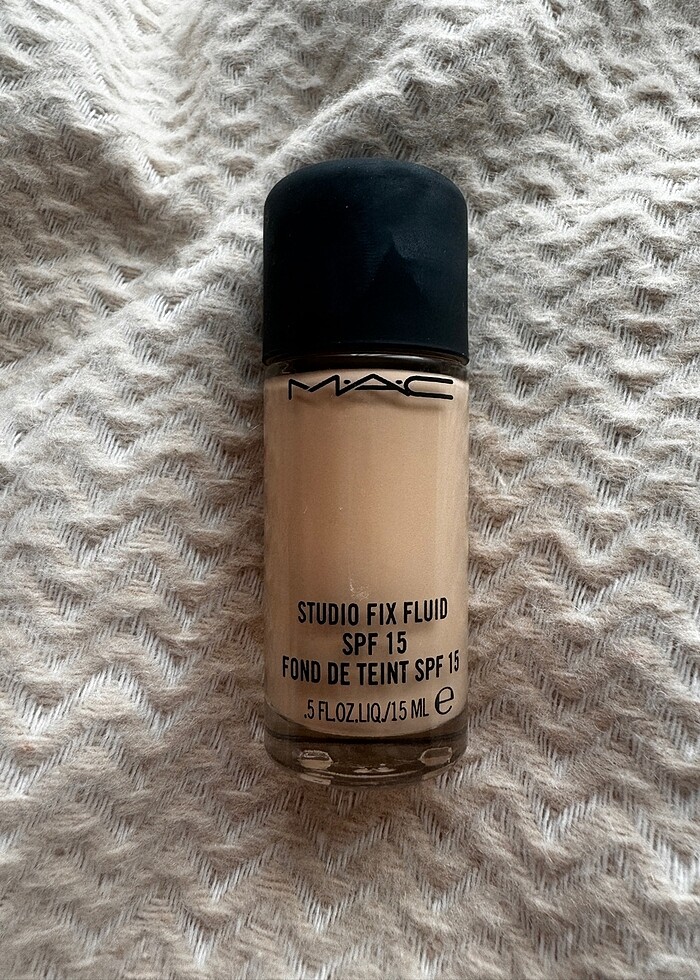 M·A·C
STUDIO FIX FLUID
SPF 15
FOND DE TEINT SPF 15
.5 FL.OZ.LIQ./15 ML e